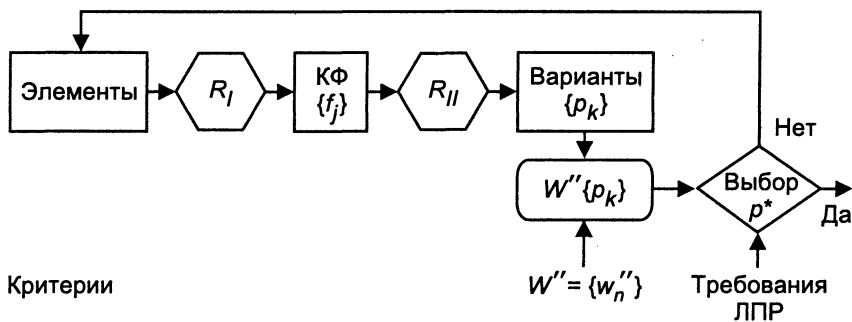 Элементы
R_I
КФ
{f_j}
R_II
Варианты
{p_k}
Нет
W″{p_k}
Выбор
p*
Да
Критерии
W″ = {w_n″}
Требования
ЛПР